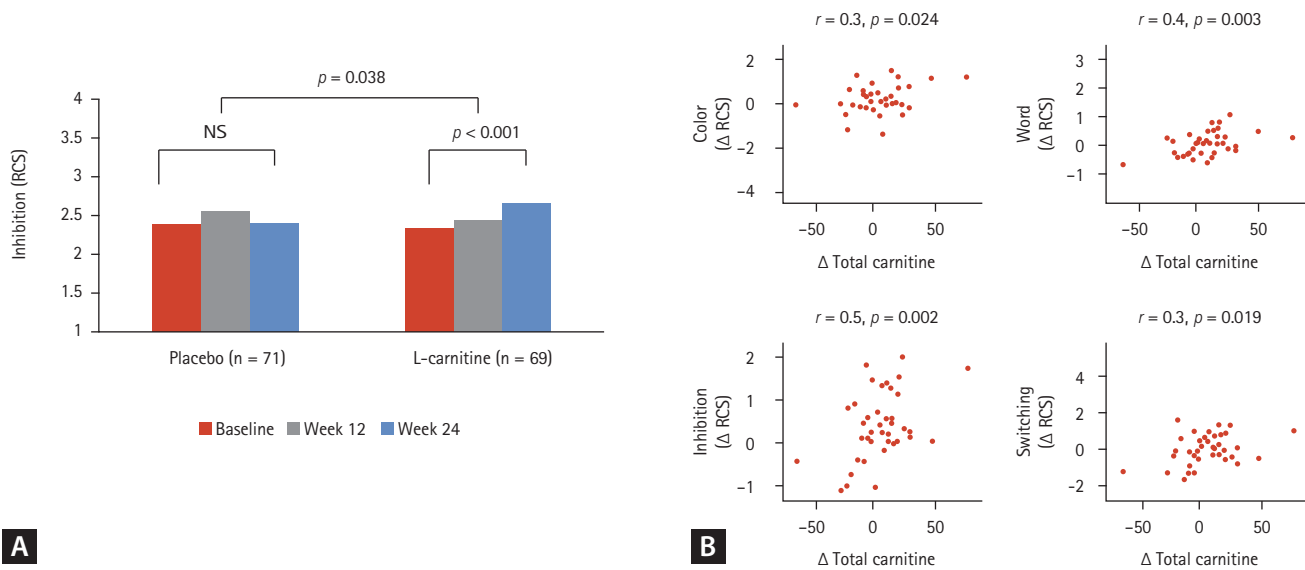 p = 0.038
NS
p < 0.001
Inhibition (RCS)
4
3.5
3
2.5
2
1.5
1
Placebo (n = 71)
L-carnitine (n = 69)
Baseline
Week 12
Week 24
A
r = 0.3, p = 0.024
Color
(Δ RCS)
2
0
−2
−4
−50
0
50
Δ Total carnitine
r = 0.4, p = 0.003
Word
(Δ RCS)
3
2
1
−1
−50
0
50
Δ Total carnitine
r = 0.5, p = 0.002
Inhibition
(Δ RCS)
2
1
0
−1
−50
0
50
Δ Total carnitine
r = 0.3, p = 0.019
Switching
(Δ RCS)
4
2
0
−2
−50
0
50
Δ Total carnitine
B